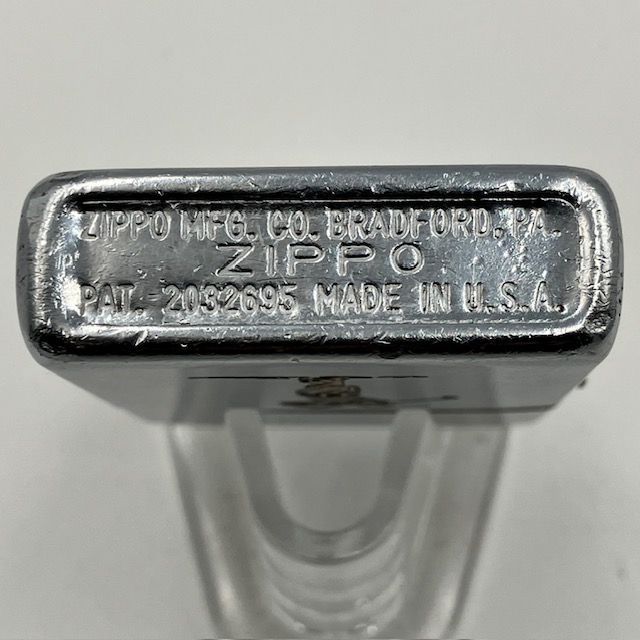 ZIPPO MFG. CO. BRADFORD, PA.
ZIPPO
PAT. 2032695 MADE IN U.S.A.